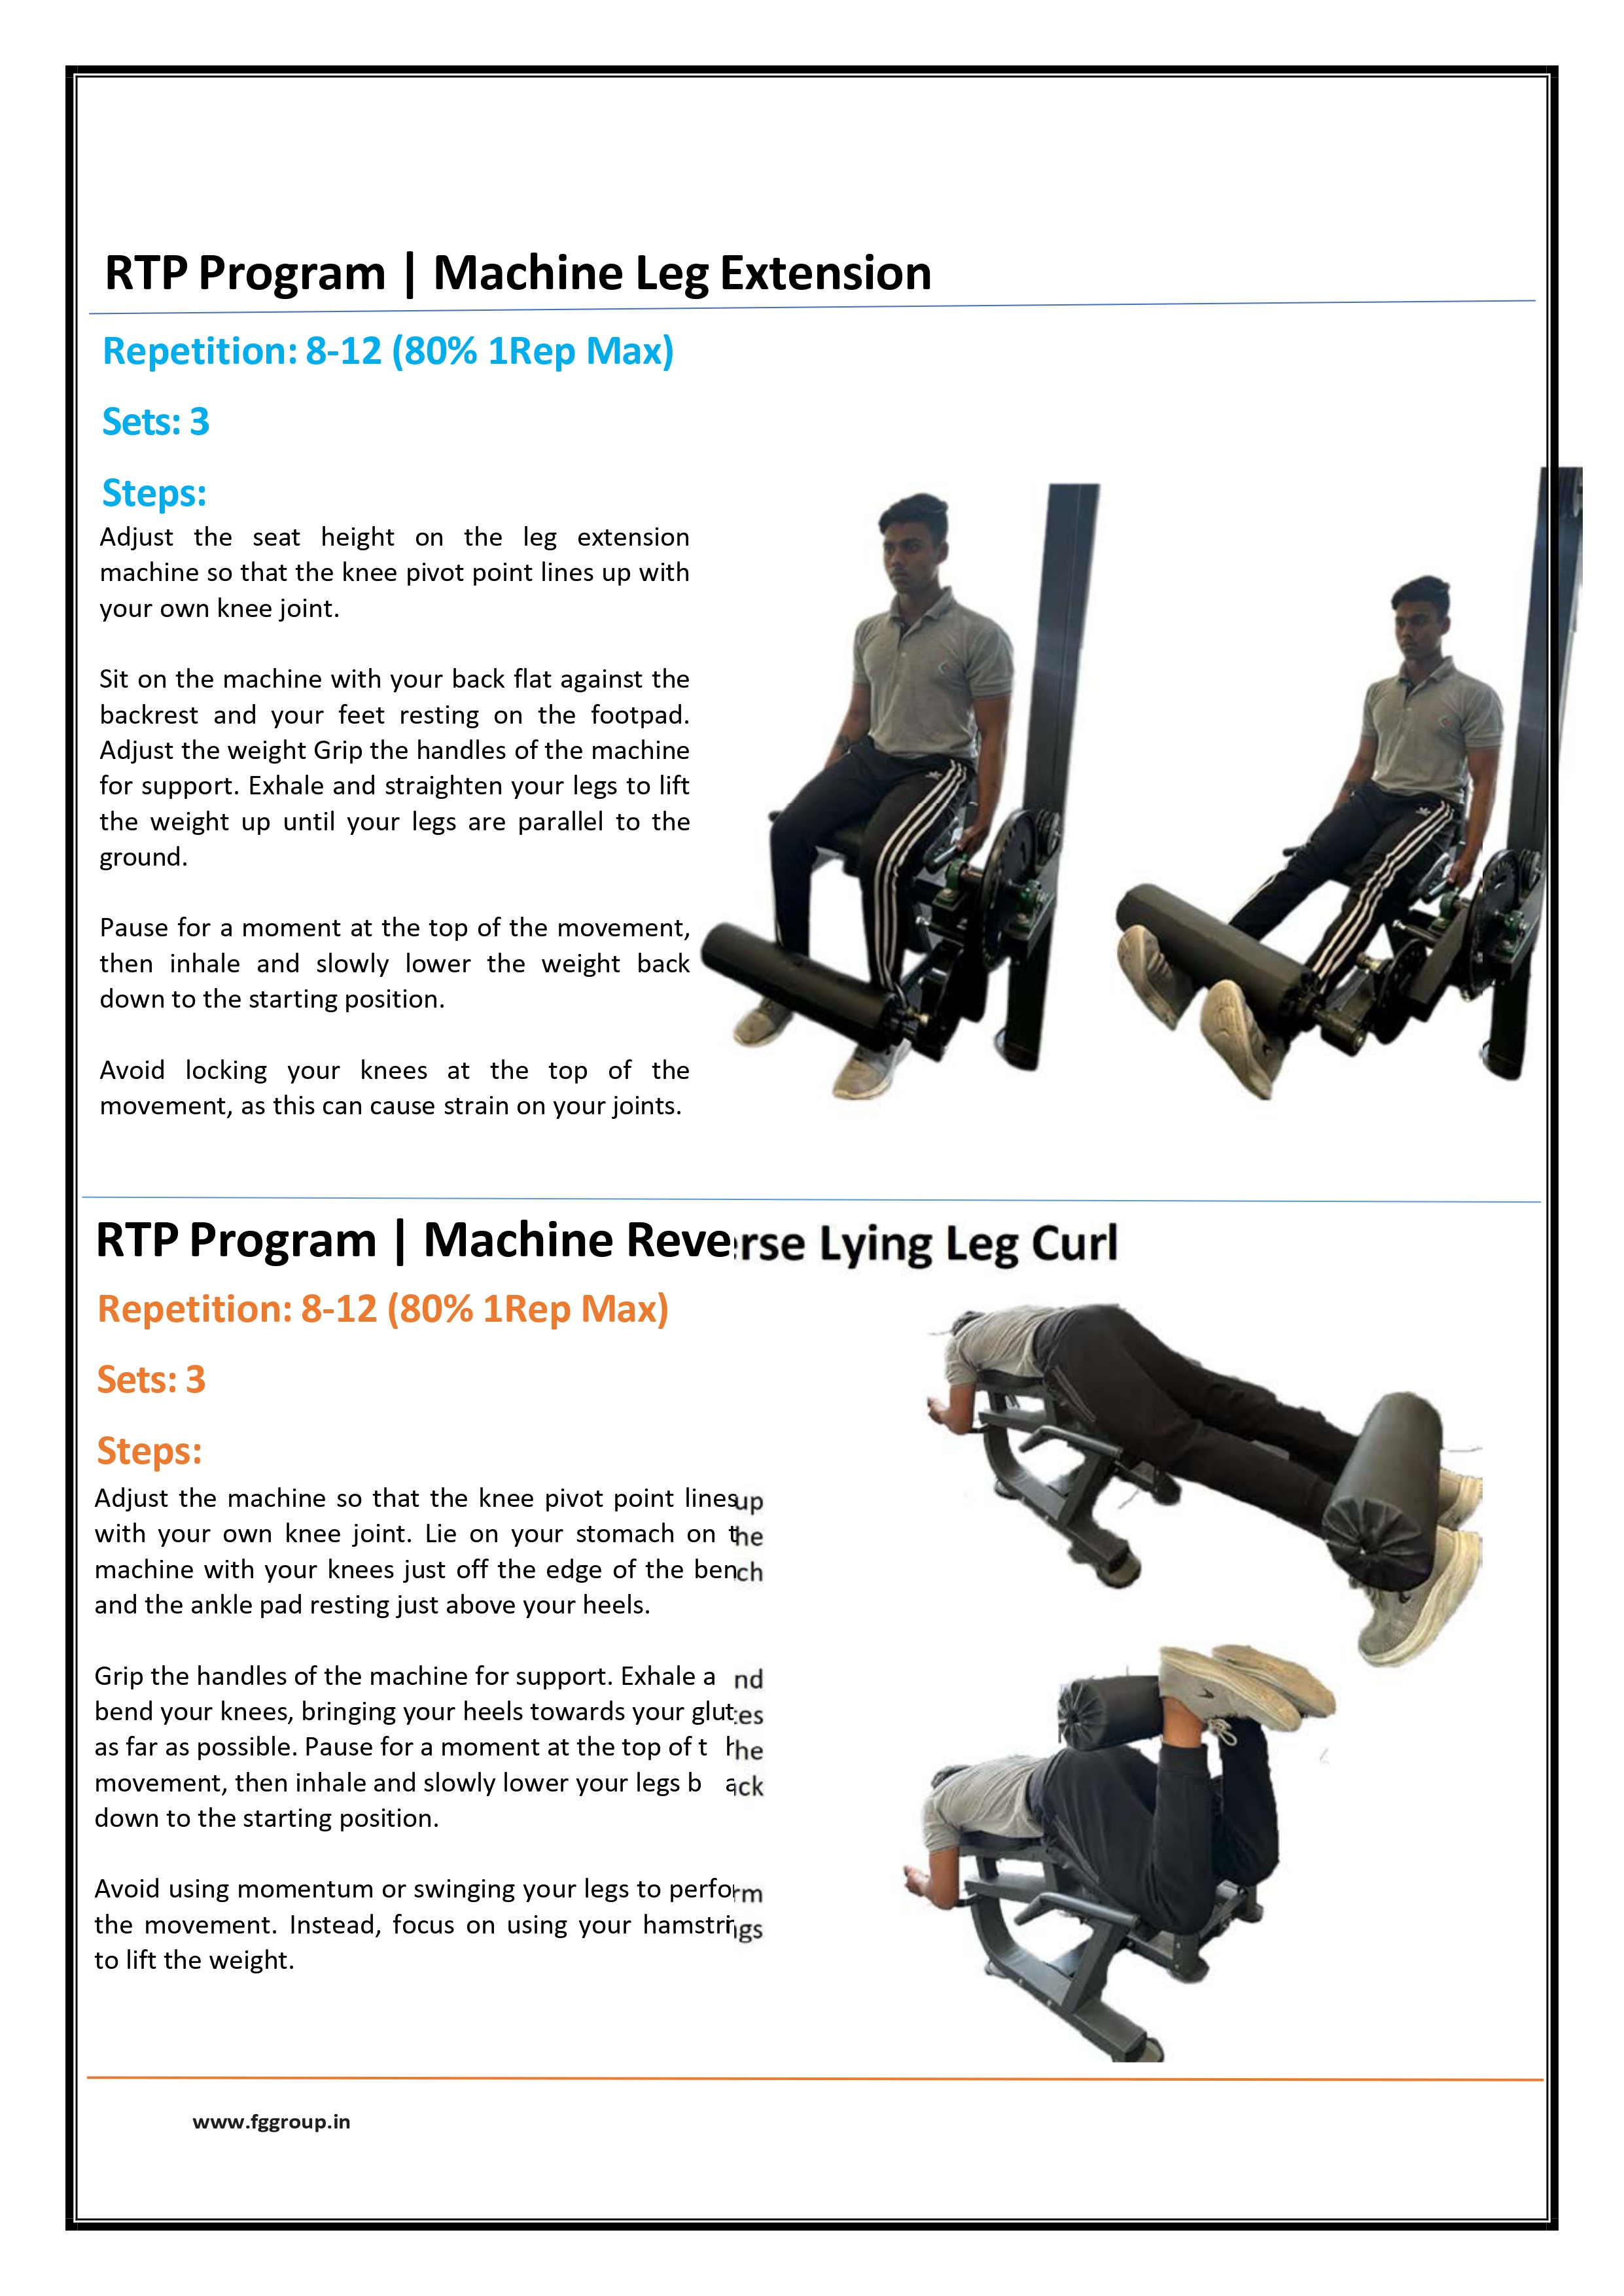 RTP Program | Machine Leg Extension
Repetition: 8-12 (80% 1Rep Max)
Sets: 3
Steps:
Adjust the seat height on the leg extension
machine so that the knee pivot point lines up with
your own knee joint.
Sit on the machine with your back flat against the
backrest and your feet resting on the footpad.
Adjust the weight Grip the handles of the machine
for support. Exhale and straighten your legs to lift
the weight up until your legs are parallel to the
ground.
Pause for a moment at the top of the movement,
then inhale and slowly lower the weight back
down to the starting position.
Avoid locking your knees at the top of the
movement, as this can cause strain on your joints.
RTP Program | Machine Reverse Lying Leg Curl
Repetition: 8-12 (80% 1Rep Max)
Sets: 3
Steps:
Adjust the machine so that the knee pivot point lines up
with your own knee joint. Lie on your stomach on the
machine with your knees just off the edge of the bench
and the ankle pad resting just above your heels.
Grip the handles of the machine for support. Exhale and
bend your knees, bringing your heels towards your glutes
as far as possible. Pause for a moment at the top of the
movement, then inhale and slowly lower your legs back
down to the starting position.
Avoid using momentum or swinging your legs to perform
the movement. Instead, focus on using your hamstrings
to lift the weight.
www.fggroup.in